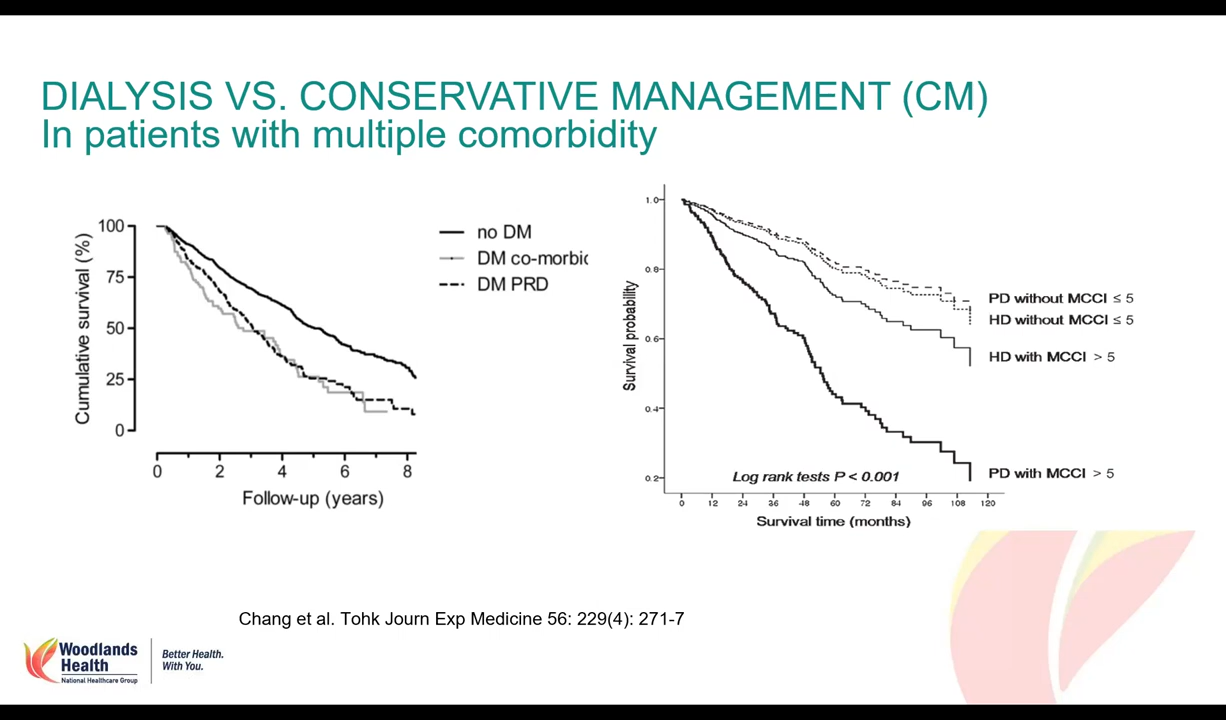 DIALYSIS VS. CONSERVATIVE MANAGEMENT (CM)
In patients with multiple comorbidity
100
75
50
25
0
Cumulative survival (%)
0 2 4 6 8
Follow-up (years)
no DM
DM co-morbic
DM PRD
1.0
0.8
0.6
0.4
0.2
Survival probability
PD without MCCI ≤ 5
HD without MCCI ≤ 5
HD with MCCI > 5
PD with MCCI > 5
Log rank tests P < 0.001
0 12 24 36 48 60 72 84 96 108 120
Survival time (months)
Chang et al. Tohk Journ Exp Medicine 56: 229(4): 271-7
Woodlands
Health
National Healthcare Group
Better Health.
With You.